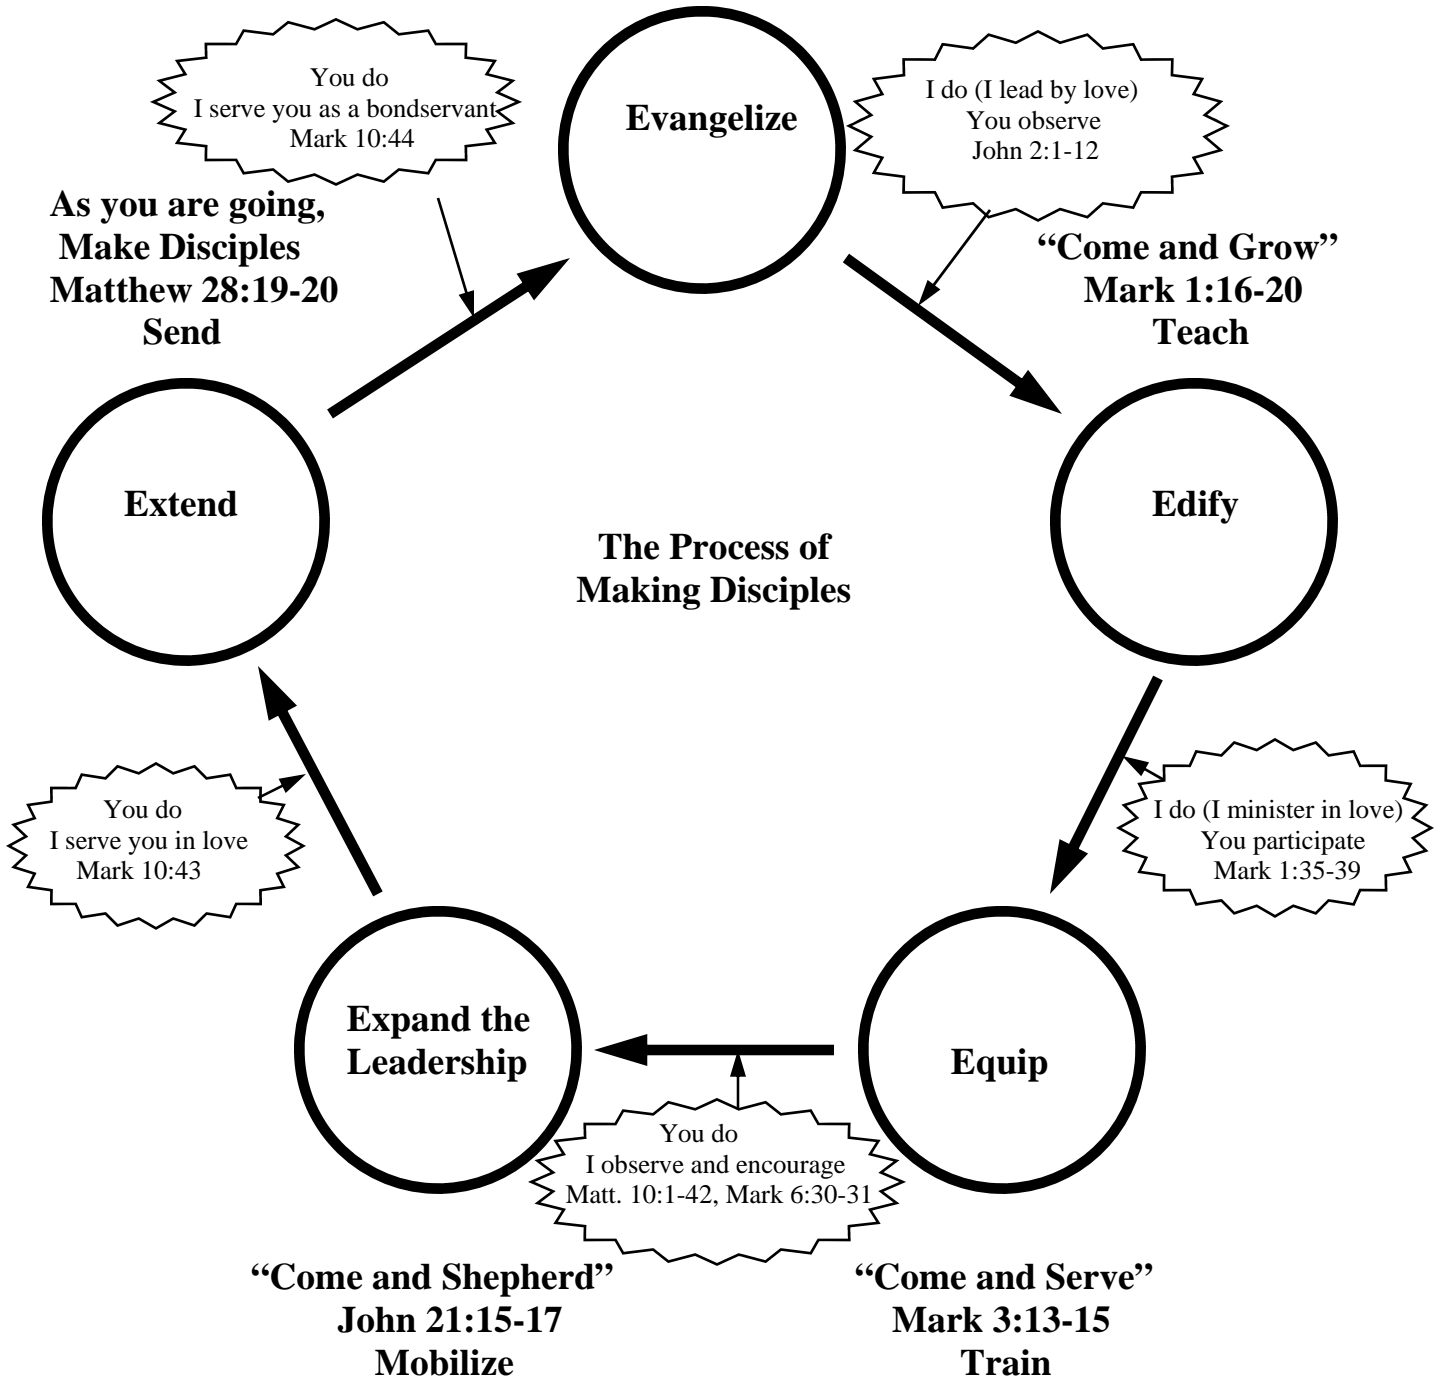 You do
I serve you as a bondservant
Mark 10:44
Evangelize
I do (I lead by love)
You observe
John 2:1-12
As you are going,
Make Disciples
Matthew 28:19-20
Send
“Come and Grow”
Mark 1:16-20
Teach
Extend
Edify
The Process of
Making Disciples
You do
I serve you in love
Mark 10:43
I do (I minister in love)
You participate
Mark 1:35-39
Expand the
Leadership
Equip
You do
I observe and encourage
Matt. 10:1-42, Mark 6:30-31
“Come and Shepherd”
John 21:15-17
Mobilize
“Come and Serve”
Mark 3:13-15
Train